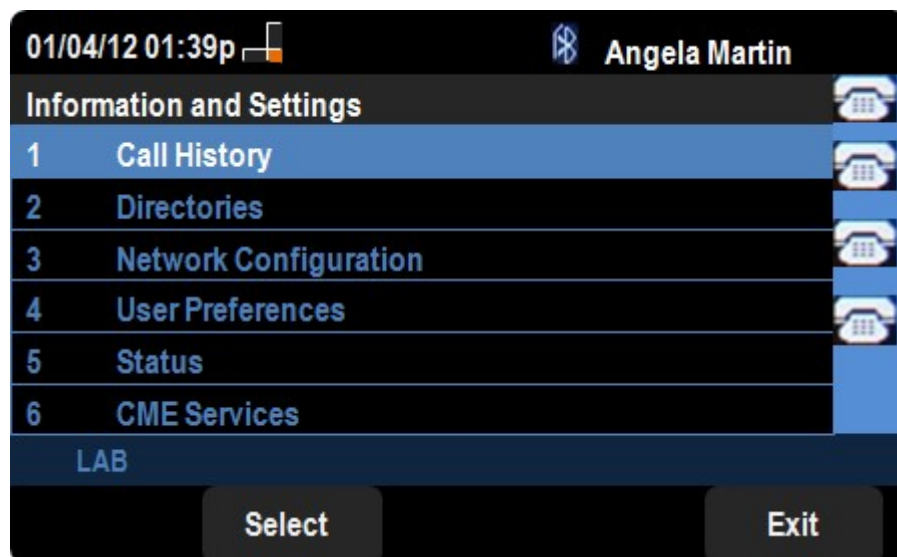 01/04/12 01:39p Angela Martin
Information and Settings
1 Call History
2 Directories
3 Network Configuration
4 User Preferences
5 Status
6 CME Services
LAB
Select Exit